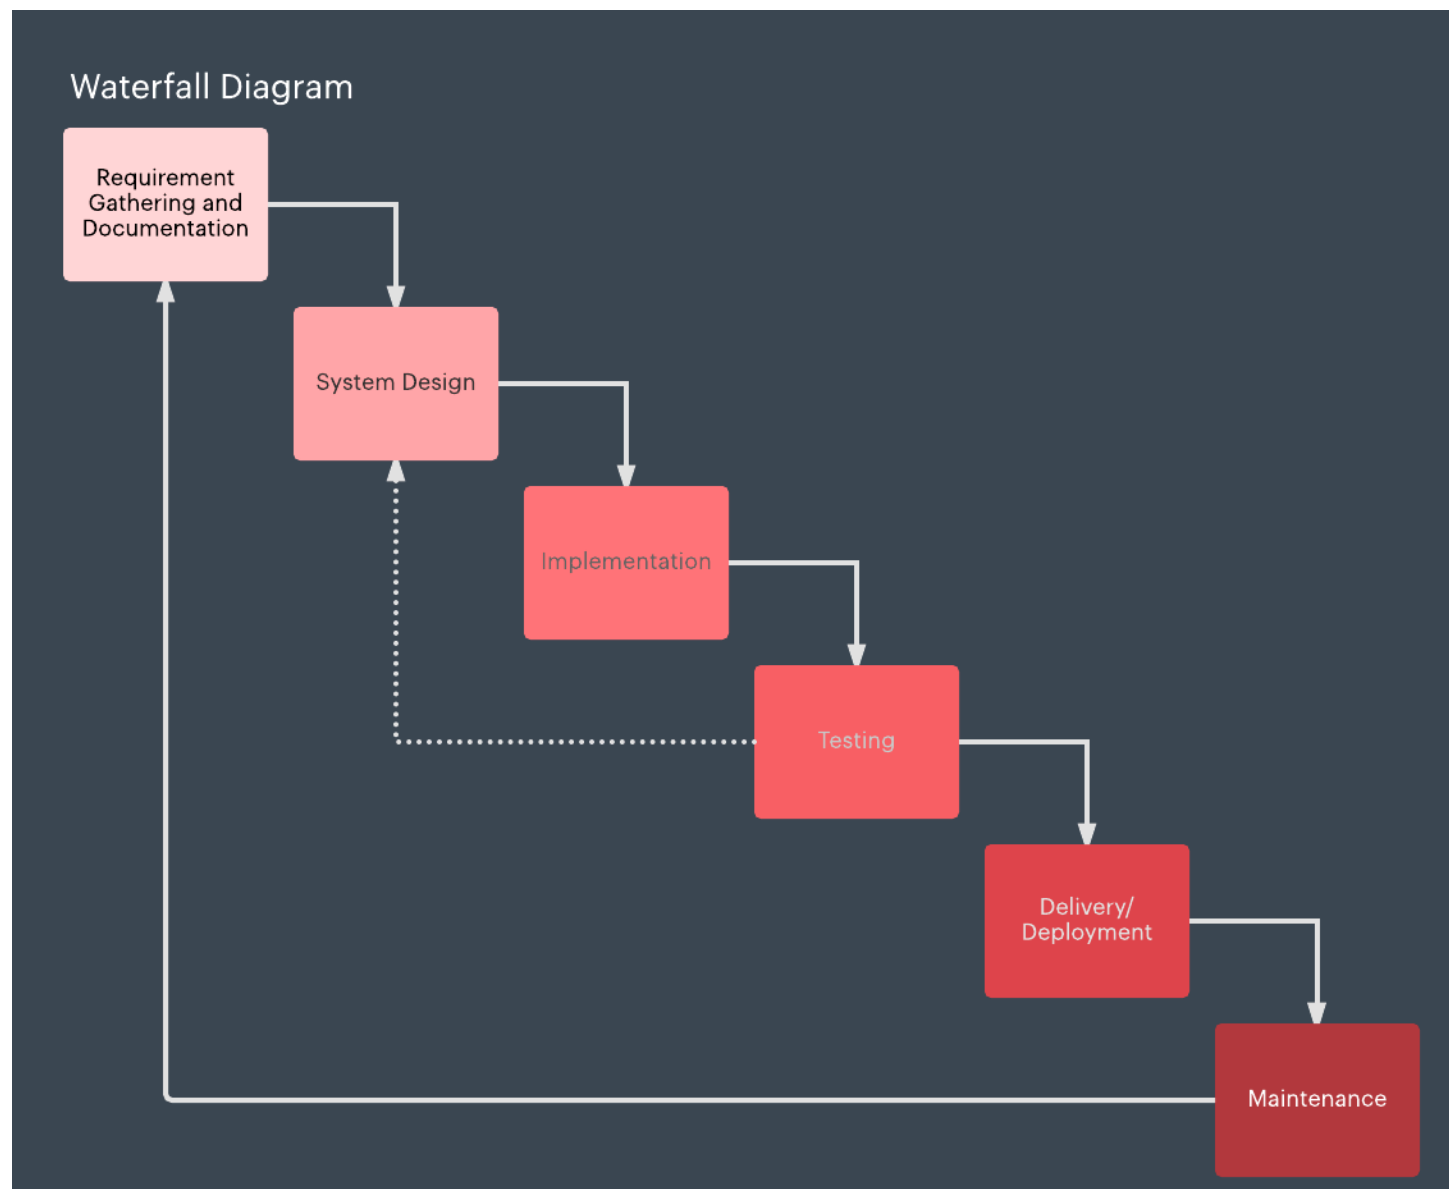 Waterfall Diagram
Requirement
Gathering and
Documentation
System Design
Implementation
Testing
Delivery/
Deployment
Maintenance